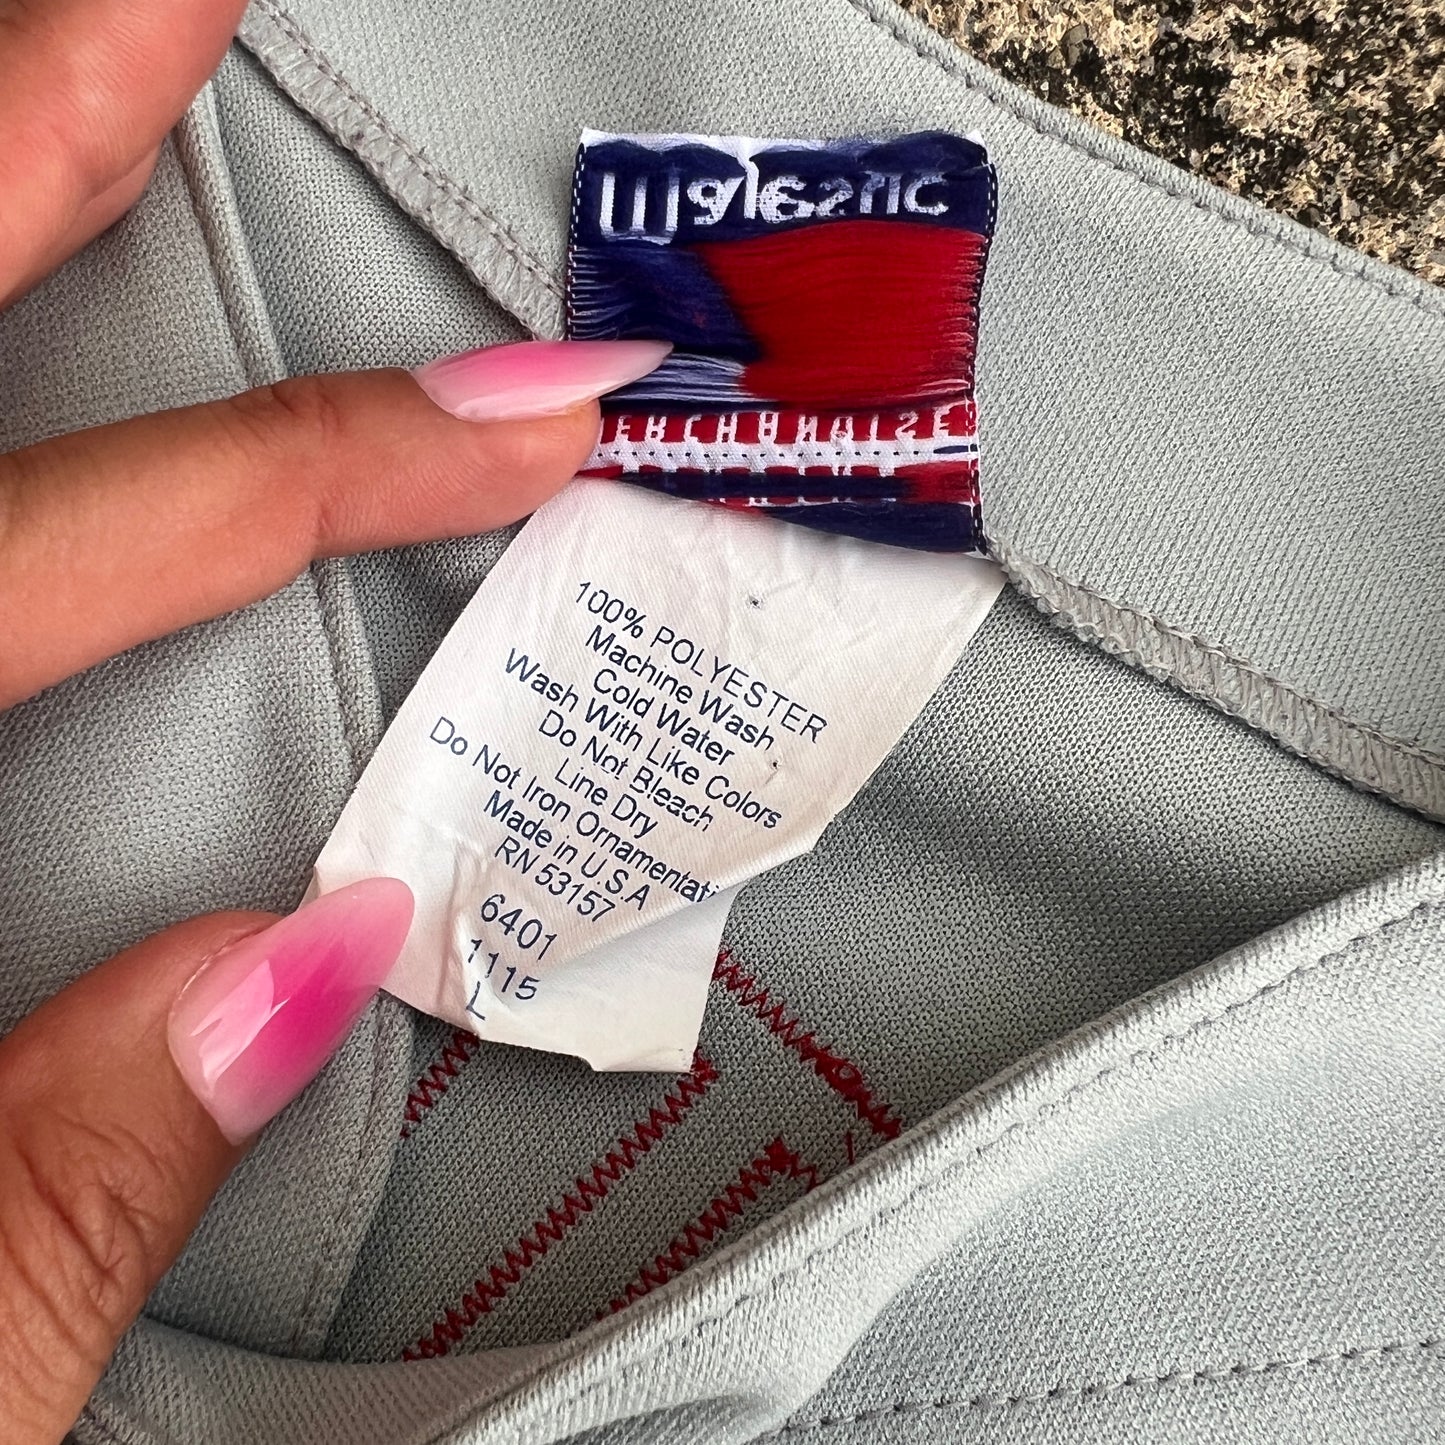 Majestic
MERCHANDISE
100% POLYESTER
Machine Wash
Cold Water
Wash With Like Colors
Do Not Bleach
Line Dry
Do Not Iron Ornamentati
Made in U.S.A
RN 53157
6401
1115
L